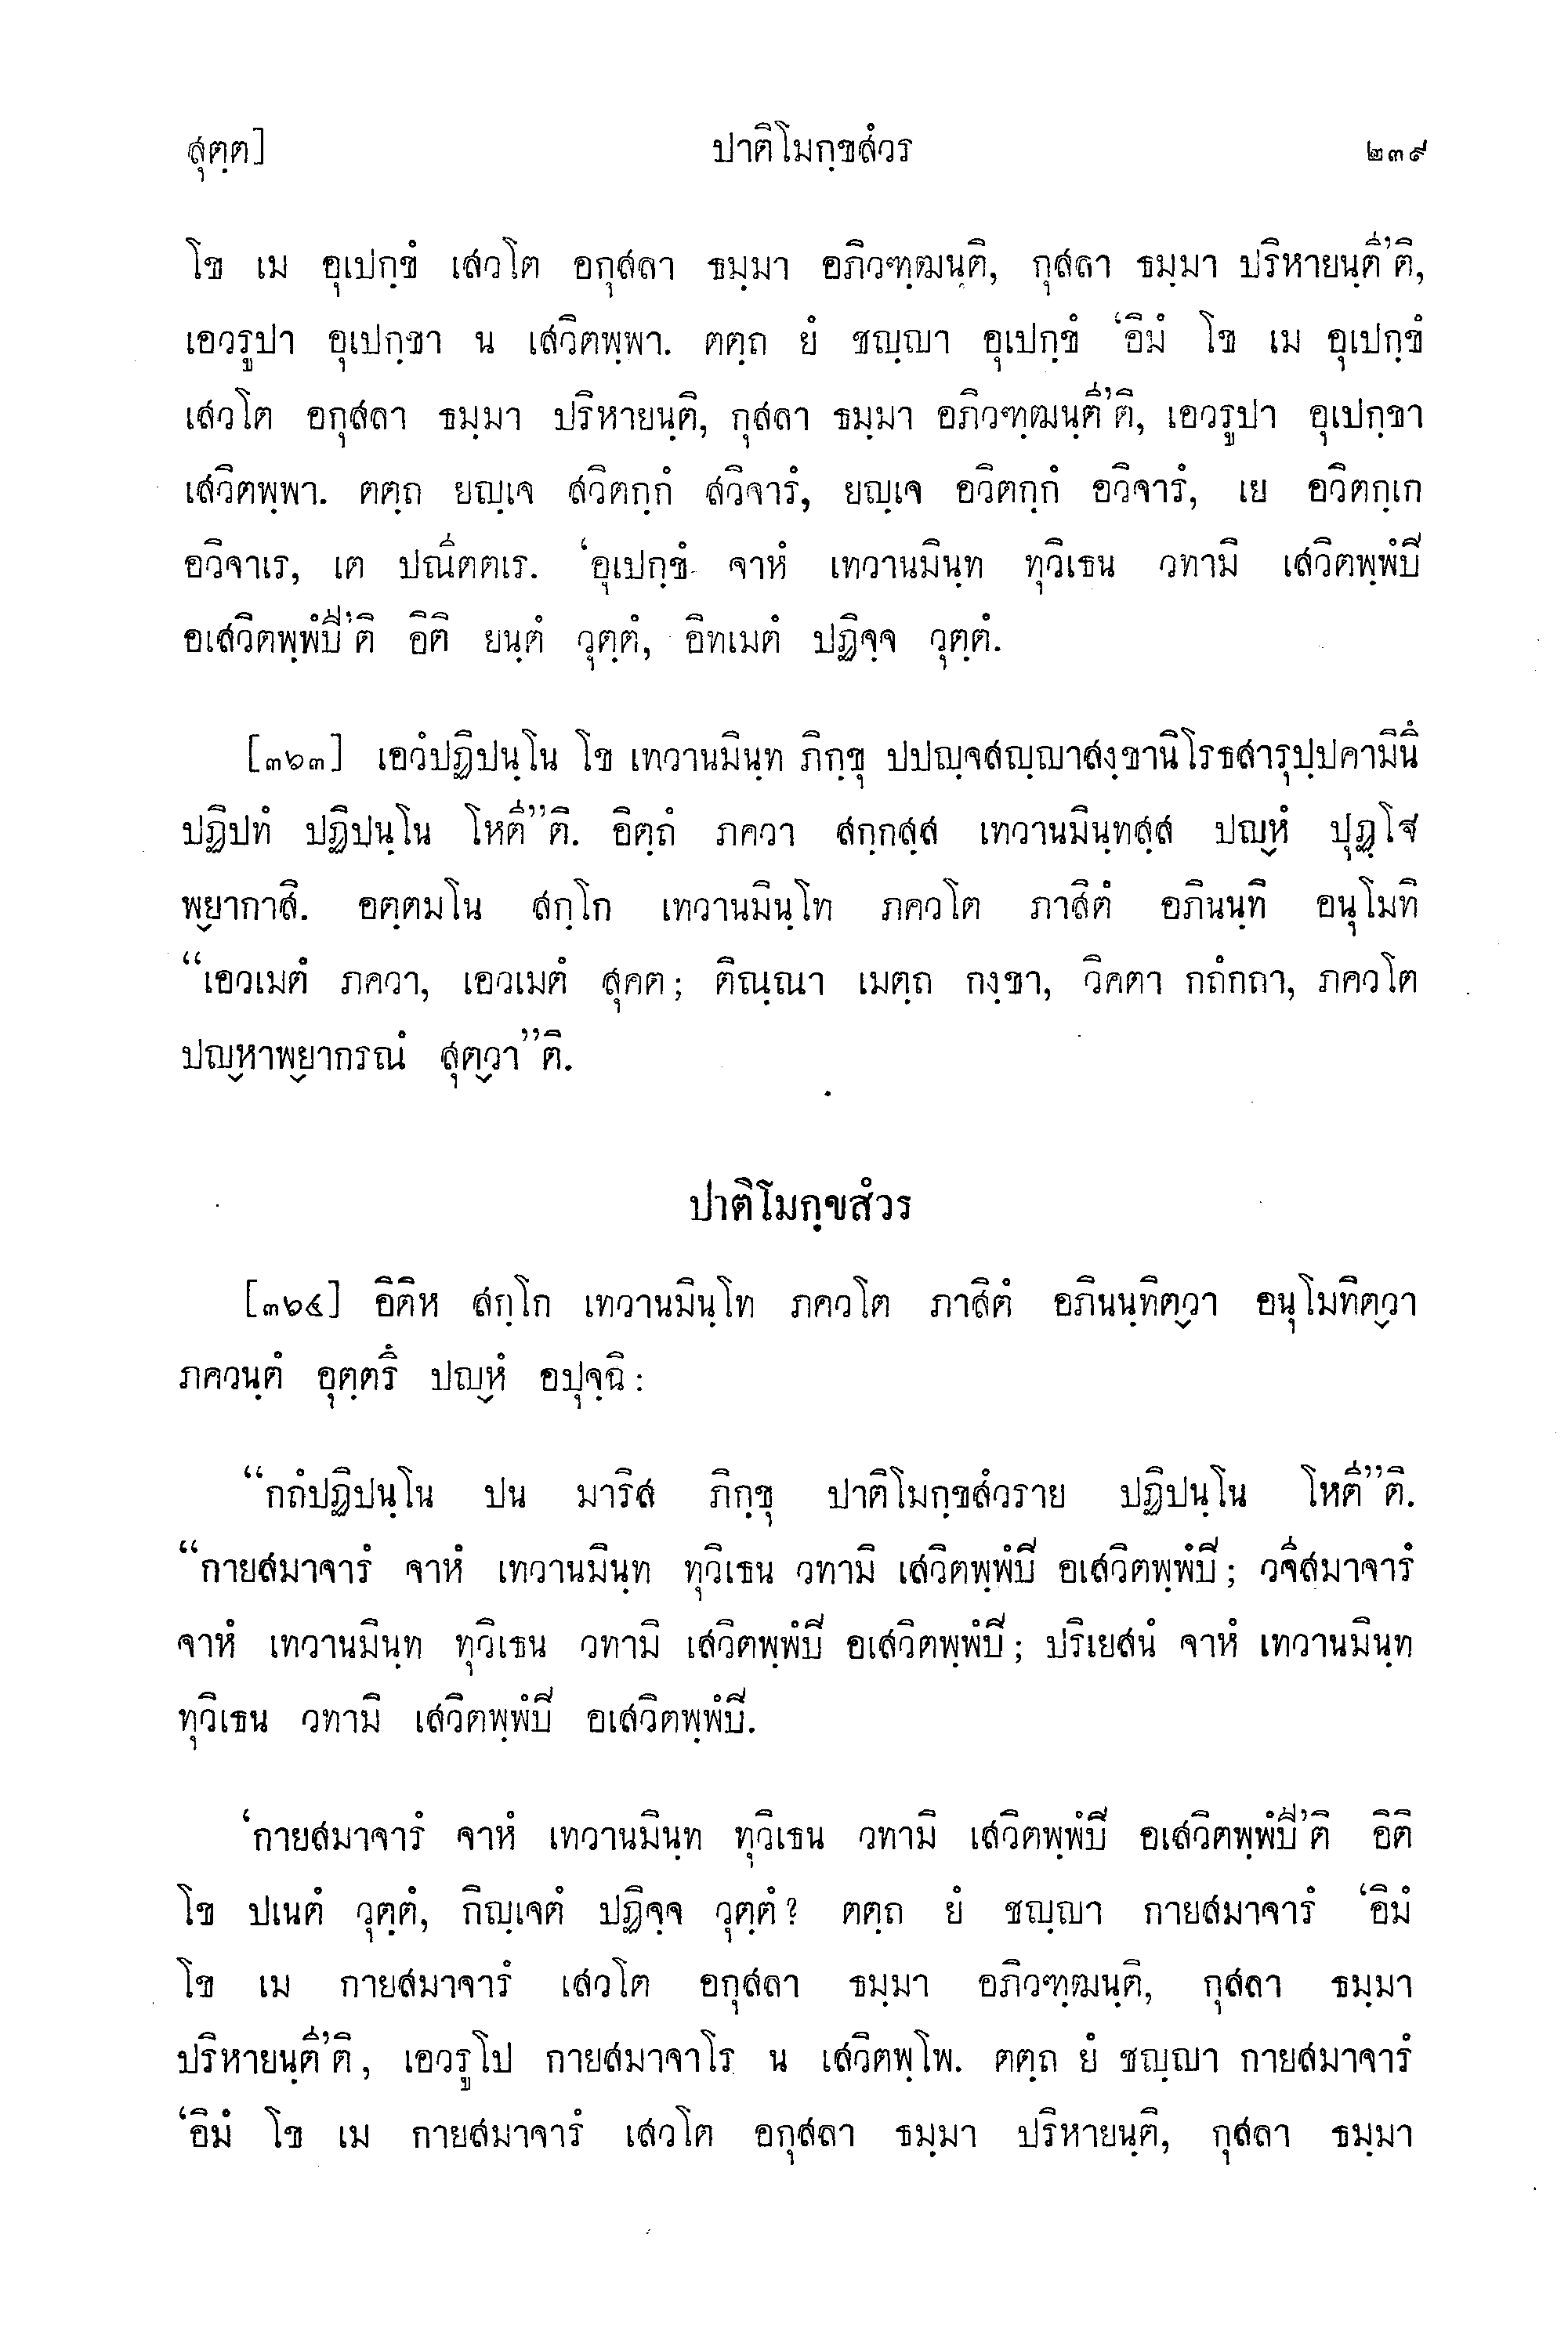 สุตฺต] ปาติโมกฺขสํวร ๒๓๙
โข เม อุเปกฺขํ เสวโต อกุสลา ธมฺมา อภิวฑฺฒนฺติ, กุสลา ธมฺมา ปริหายนฺตี’ติ,
เอวรูปา อุเปกฺขา น เสวิตพฺพา. ตตฺถ ยํ ชญฺญา อุเปกฺขํ ‘อิมํ โข เม อุเปกฺขํ
เสวโต อกุสลา ธมฺมา ปริหายนฺติ, กุสลา ธมฺมา อภิวฑฺฒนฺตี’ติ, เอวรูปา อุเปกฺขา
เสวิตพฺพา. ตตฺถ ยญฺเจ สวิตกฺกํ สวิจารํ, ยญฺเจ อวิตกฺกํ อวิจารํ, เย อวิตกฺเก
อวิจาเร, เต ปณีตตเร. ‘อุเปกฺขํ จาหํ เทวานมินฺท ทุวิเธน วทามิ เสวิตพฺพํปี
อเสวิตพฺพํปี’ติ อิติ ยนฺตํ วุตฺตํ, อิทเมตํ ปฏิจฺจ วุตฺตํ.
[๓๖๓] เอวํปฏิปนฺโน โข เทวานมินฺท ภิกฺขุ ปปญฺจสญฺญาสงฺขานิโรธสารุปฺปคามินึ
ปฏิปทํ ปฏิปนฺโน โหตี”ติ. อิตฺถํ ภควา สกฺกสฺส เทวานมินฺทสฺส ปญฺหํ ปุฏฺโฐ
พฺยากาสิ. อตฺตมโน สกฺโก เทวานมินฺโท ภควโต ภาสิตํ อภินนฺทิ อนุโมทิ
“เอวเมตํ ภควา, เอวเมตํ สุคต; ติณฺณา เมตฺถ กงฺขา, วิคตา กถํกถา, ภควโต
ปญฺหาพฺยากรณํ สุตฺวา”ติ.
ปาติโมกฺขสํวร
[๓๖๔] อิติห สกฺโก เทวานมินฺโท ภควโต ภาสิตํ อภินนฺทิตฺวา อนุโมทิตฺวา
ภควนฺตํ อุตฺตรึ ปญฺหํ อปุจฺฉิ:
“กถํปฏิปนฺโน ปน มาริส ภิกฺขุ ปาติโมกฺขสํวราย ปฏิปนฺโน โหตี”ติ.
“กายสมาจารํ จาหํ เทวานมินฺท ทุวิเธน วทามิ เสวิตพฺพํปี อเสวิตพฺพํปี; วจีสมาจารํ
จาหํ เทวานมินฺท ทุวิเธน วทามิ เสวิตพฺพํปี อเสวิตพฺพํปี; ปริเยสนํ จาหํ เทวานมินฺท
ทุวิเธน วทามิ เสวิตพฺพํปี อเสวิตพฺพํปี.
‘กายสมาจารํ จาหํ เทวานมินฺท ทุวิเธน วทามิ เสวิตพฺพํปี อเสวิตพฺพํปี’ติ อิติ
โข ปเนตํ วุตฺตํ, กิญฺเจตํ ปฏิจฺจ วุตฺตํ? ตตฺถ ยํ ชญฺญา กายสมาจารํ ‘อิมํ
โข เม กายสมาจารํ เสวโต อกุสลา ธมฺมา อภิวฑฺฒนฺติ, กุสลา ธมฺมา
ปริหายนฺตี’ติ, เอวรูโป กายสมาจาโร น เสวิตพฺโพ. ตตฺถ ยํ ชญฺญา กายสมาจารํ
‘อิมํ โข เม กายสมาจารํ เสวโต อกุสลา ธมฺมา ปริหายนฺติ, กุสลา ธมฺมา